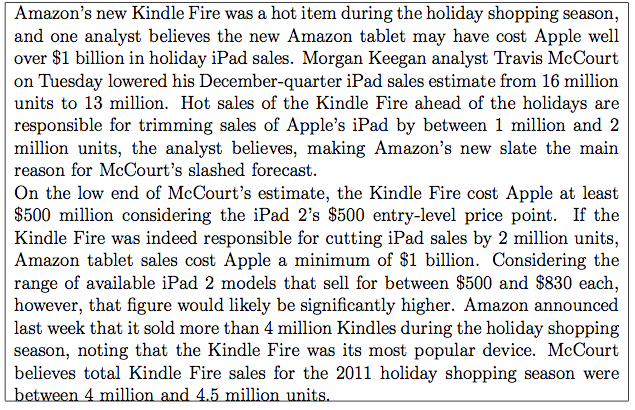 Amazon's new Kindle Fire was a hot item during the holiday shopping season,
and one analyst believes the new Amazon tablet may have cost Apple well
over $1 billion in holiday iPad sales. Morgan Keegan analyst Travis McCourt
on Tuesday lowered his December-quarter iPad sales estimate from 16 million
units to 13 million. Hot sales of the Kindle Fire ahead of the holidays are
responsible for trimming sales of Apple's iPad by between 1 million and 2
million units, the analyst believes, making Amazon's new slate the main
reason for McCourt's slashed forecast.
On the low end of McCourt's estimate, the Kindle Fire cost Apple at least
$500 million considering the iPad 2's $500 entry-level price point. If the
Kindle Fire was indeed responsible for cutting iPad sales by 2 million units,
Amazon tablet sales cost Apple a minimum of $1 billion. Considering the
range of available iPad 2 models that sell for between $500 and $830 each,
however, that figure would likely be significantly higher. Amazon announced
last week that it sold more than 4 million Kindles during the holiday shopping
season, noting that the Kindle Fire was its most popular device. McCourt
believes total Kindle Fire sales for the 2011 holiday shopping season were
between 4 million and 4.5 million units.